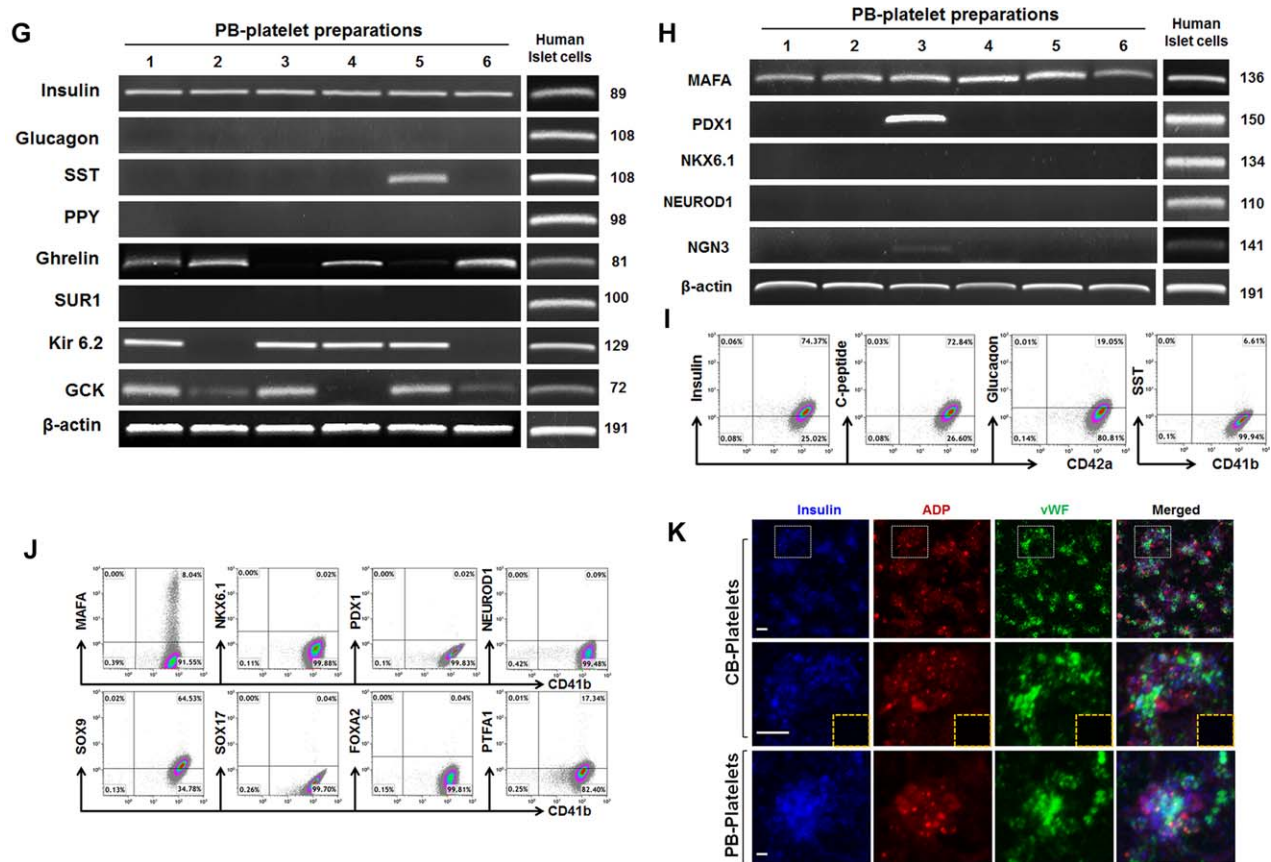 G
PB-platelet preparations
Human
Islet cells
1 2 3 4 5 6
Insulin 89
Glucagon 108
SST 108
PPY 98
Ghrelin 81
SUR1 100
Kir 6.2 129
GCK 72
β-actin 191
H
PB-platelet preparations
Human
Islet cells
1 2 3 4 5 6
MAFA 136
PDX1 150
NKX6.1 134
NEUROD1 110
NGN3 141
β-actin 191
I
Insulin
0.06% 74.37%
0.08% 25.02%
C-peptide
0.03% 72.84%
0.08% 26.60%
Glucagon
0.01% 19.05%
0.14% 80.81%
SST
0.0% 6.61%
0.1% 99.94%
CD42a CD41b
J
MAFA
0.00% 8.04%
0.39% 91.55%
NKX6.1
0.00% 0.02%
0.11% 99.88%
PDX1
0.00% 0.02%
0.1% 99.83%
NEUROD1
0.00% 0.09%
0.42% 99.48%
CD41b
SOX9
0.02% 64.53%
0.13% 34.78%
SOX17
0.00% 0.04%
0.26% 99.70%
FOXA2
0.00% 0.04%
0.15% 99.81%
PTFA1
0.01% 17.34%
0.25% 82.40%
CD41b
K
Insulin ADP vWF Merged
CB-Platelets
PB-Platelets